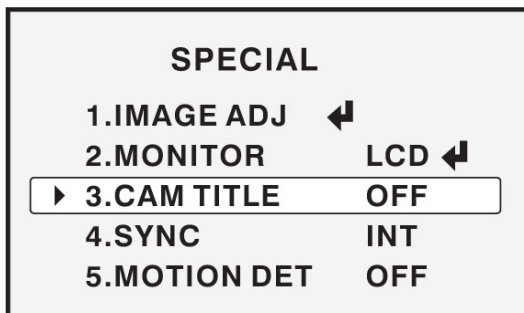 SPECIAL
1.IMAGE ADJ ↲
2.MONITOR LCD ↲
3.CAM TITLE OFF
4.SYNC INT
5.MOTION DET OFF